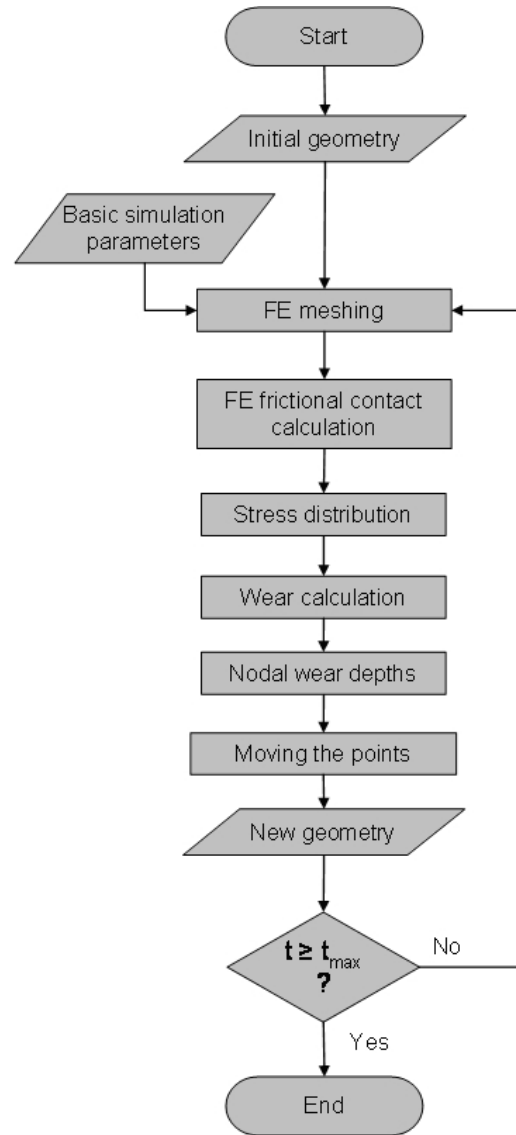 Start
Initial geometry
Basic simulation
parameters
FE meshing
FE frictional contact
calculation
Stress distribution
Wear calculation
Nodal wear depths
Moving the points
New geometry
t ≥ tmax
?
No
Yes
End